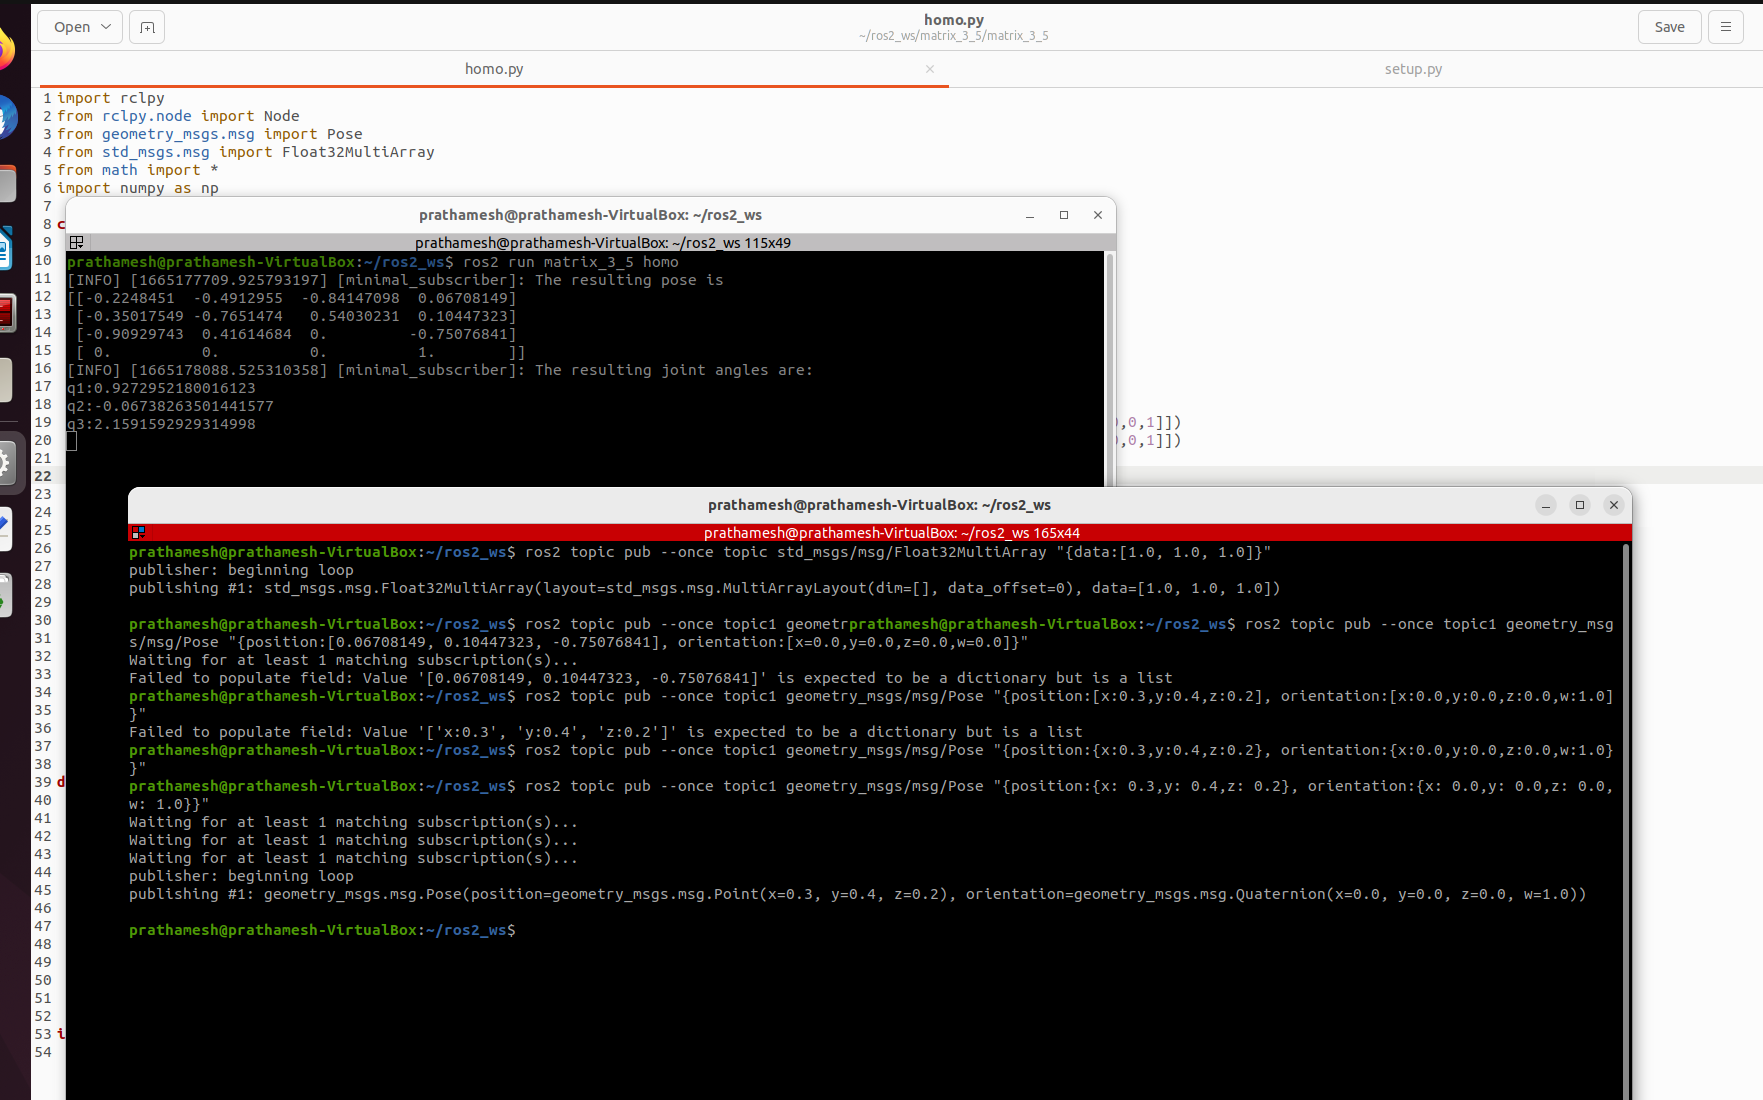 Open
homo.py
~/ros2_ws/matrix_3_5/matrix_3_5
Save
homo.py
setup.py
1 import rclpy
2 from rclpy.node import Node
3 from geometry_msgs.msg import Pose
4 from std_msgs.msg import Float32MultiArray
5 from math import *
6 import numpy as np
7
8 c
9
10
11
12
13
14
15
16
17
18
19 ,0,1]])
20 ,0,1]])
21
22
23
24
25
26
27
28
29
30
31
32
33
34
35
36
37
38
39 d
40
41
42
43
44
45
46
47
48
49
50
51
52
53 i
54
prathamesh@prathamesh-VirtualBox: ~/ros2_ws
prathamesh@prathamesh-VirtualBox: ~/ros2_ws 115x49
prathamesh@prathamesh-VirtualBox:~/ros2_ws$ ros2 run matrix_3_5 homo
[INFO] [1665177709.925793197] [minimal_subscriber]: The resulting pose is
[[-0.2248451  -0.4912955  -0.84147098  0.06708149]
 [-0.35017549 -0.7651474   0.54030231  0.10447323]
 [-0.90929743  0.41614684  0.         -0.75076841]
 [ 0.          0.          0.          1.        ]]
[INFO] [1665178088.525310358] [minimal_subscriber]: The resulting joint angles are:
q1:0.9272952180016123
q2:-0.06738263501441577
q3:2.1591592929314998
prathamesh@prathamesh-VirtualBox: ~/ros2_ws
prathamesh@prathamesh-VirtualBox: ~/ros2_ws 165x44
prathamesh@prathamesh-VirtualBox:~/ros2_ws$ ros2 topic pub --once topic std_msgs/msg/Float32MultiArray "{data:[1.0, 1.0, 1.0]}"
publisher: beginning loop
publishing #1: std_msgs.msg.Float32MultiArray(layout=std_msgs.msg.MultiArrayLayout(dim=[], data_offset=0), data=[1.0, 1.0, 1.0])
prathamesh@prathamesh-VirtualBox:~/ros2_ws$ ros2 topic pub --once topic1 geometrprathamesh@prathamesh-VirtualBox:~/ros2_ws$ ros2 topic pub --once topic1 geometry_msg
s/msg/Pose "{position:[0.06708149, 0.10447323, -0.75076841], orientation:[x=0.0,y=0.0,z=0.0,w=0.0]}"
Waiting for at least 1 matching subscription(s)...
Failed to populate field: Value '[0.06708149, 0.10447323, -0.75076841]' is expected to be a dictionary but is a list
prathamesh@prathamesh-VirtualBox:~/ros2_ws$ ros2 topic pub --once topic1 geometry_msgs/msg/Pose "{position:[x:0.3,y:0.4,z:0.2], orientation:[x:0.0,y:0.0,z:0.0,w:1.0]
}"
Failed to populate field: Value '['x:0.3', 'y:0.4', 'z:0.2']' is expected to be a dictionary but is a list
prathamesh@prathamesh-VirtualBox:~/ros2_ws$ ros2 topic pub --once topic1 geometry_msgs/msg/Pose "{position:{x:0.3,y:0.4,z:0.2}, orientation:{x:0.0,y:0.0,z:0.0,w:1.0}
}"
prathamesh@prathamesh-VirtualBox:~/ros2_ws$ ros2 topic pub --once topic1 geometry_msgs/msg/Pose "{position:{x: 0.3,y: 0.4,z: 0.2}, orientation:{x: 0.0,y: 0.0,z: 0.0,
w: 1.0}}"
Waiting for at least 1 matching subscription(s)...
Waiting for at least 1 matching subscription(s)...
Waiting for at least 1 matching subscription(s)...
publisher: beginning loop
publishing #1: geometry_msgs.msg.Pose(position=geometry_msgs.msg.Point(x=0.3, y=0.4, z=0.2), orientation=geometry_msgs.msg.Quaternion(x=0.0, y=0.0, z=0.0, w=1.0))
prathamesh@prathamesh-VirtualBox:~/ros2_ws$